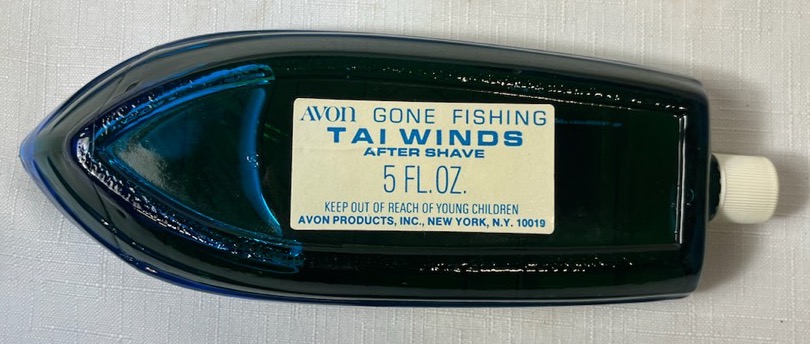 AVON GONE FISHING
TAI WINDS
AFTER SHAVE
5 FL. OZ.
KEEP OUT OF REACH OF YOUNG CHILDREN
AVON PRODUCTS, INC., NEW YORK, N.Y. 10019